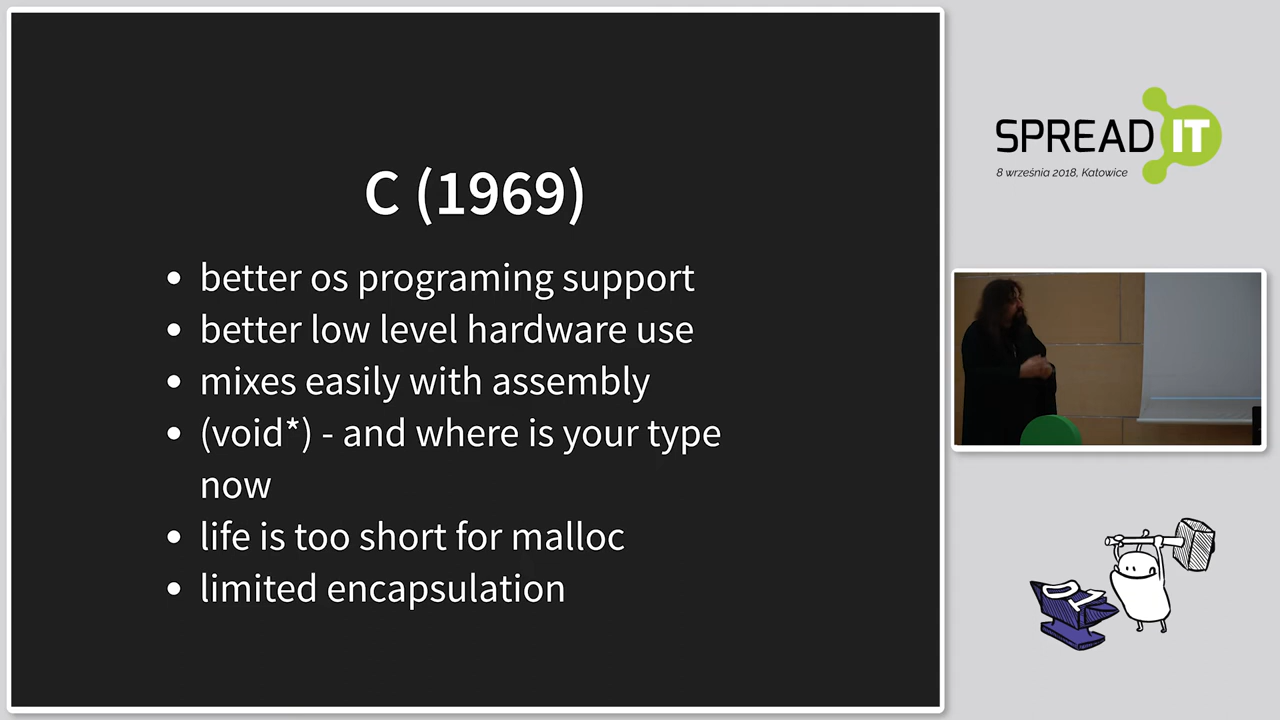 C (1969)
• better os programing support
• better low level hardware use
• mixes easily with assembly
• (void*) - and where is your type
now
• life is too short for malloc
• limited encapsulation
SPREAD IT
8 września 2018, Katowice
01